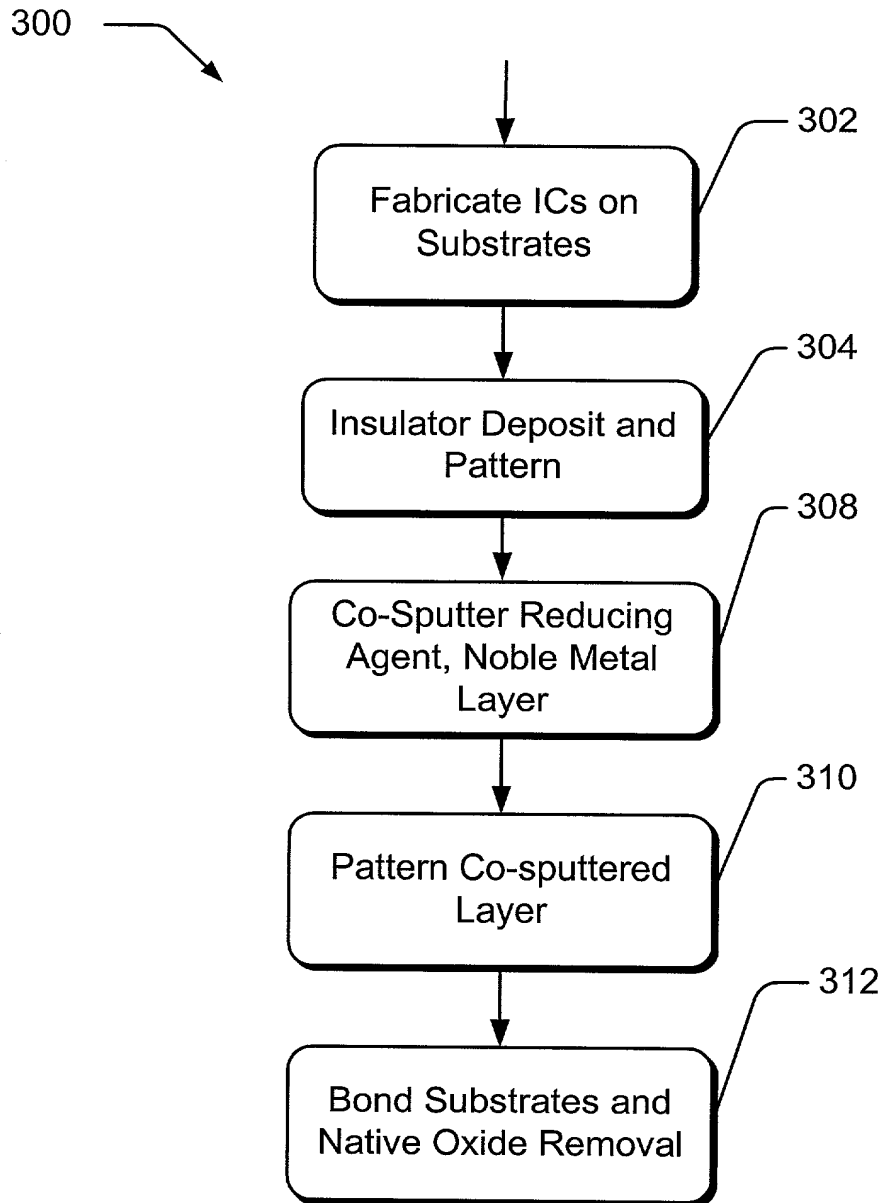 300
302
Fabricate ICs on
Substrates
304
Insulator Deposit and
Pattern
308
Co-Sputter Reducing
Agent, Noble Metal
Layer
310
Pattern Co-sputtered
Layer
312
Bond Substrates and
Native Oxide Removal